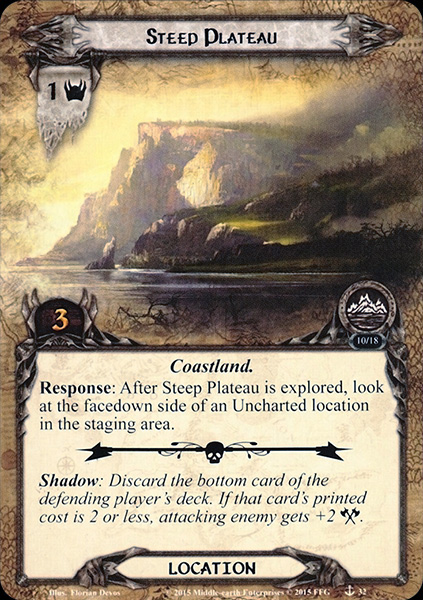 STEEP PLATEAU
1
3
10/18
Coastland.
Response: After Steep Plateau is explored, look
at the facedown side of an Uncharted location
in the staging area.
Shadow: Discard the bottom card of the
defending player's deck. If that card's printed
cost is 2 or less, attacking enemy gets +2 .
LOCATION
Illus. Florian Devos © 2015 Middle-earth Enterprises © 2015 FFG 32